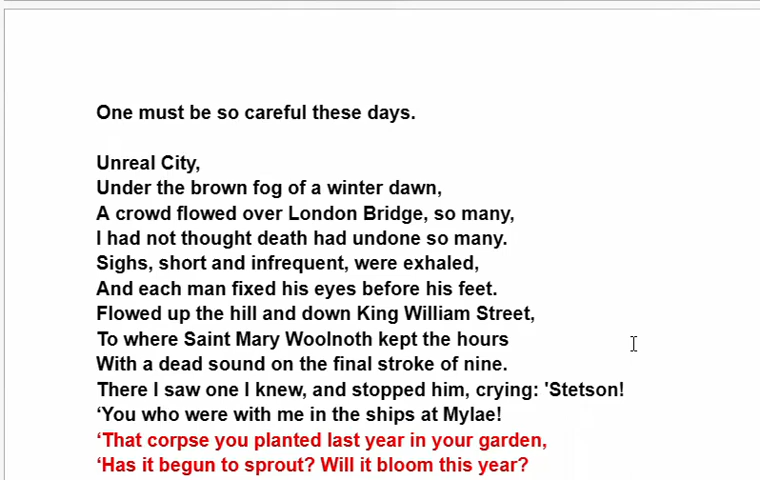 One must be so careful these days.
Unreal City,
Under the brown fog of a winter dawn,
A crowd flowed over London Bridge, so many,
I had not thought death had undone so many.
Sighs, short and infrequent, were exhaled,
And each man fixed his eyes before his feet.
Flowed up the hill and down King William Street,
To where Saint Mary Woolnoth kept the hours
With a dead sound on the final stroke of nine.
There I saw one I knew, and stopped him, crying: 'Stetson!
‘You who were with me in the ships at Mylae!
‘That corpse you planted last year in your garden,
‘Has it begun to sprout? Will it bloom this year?